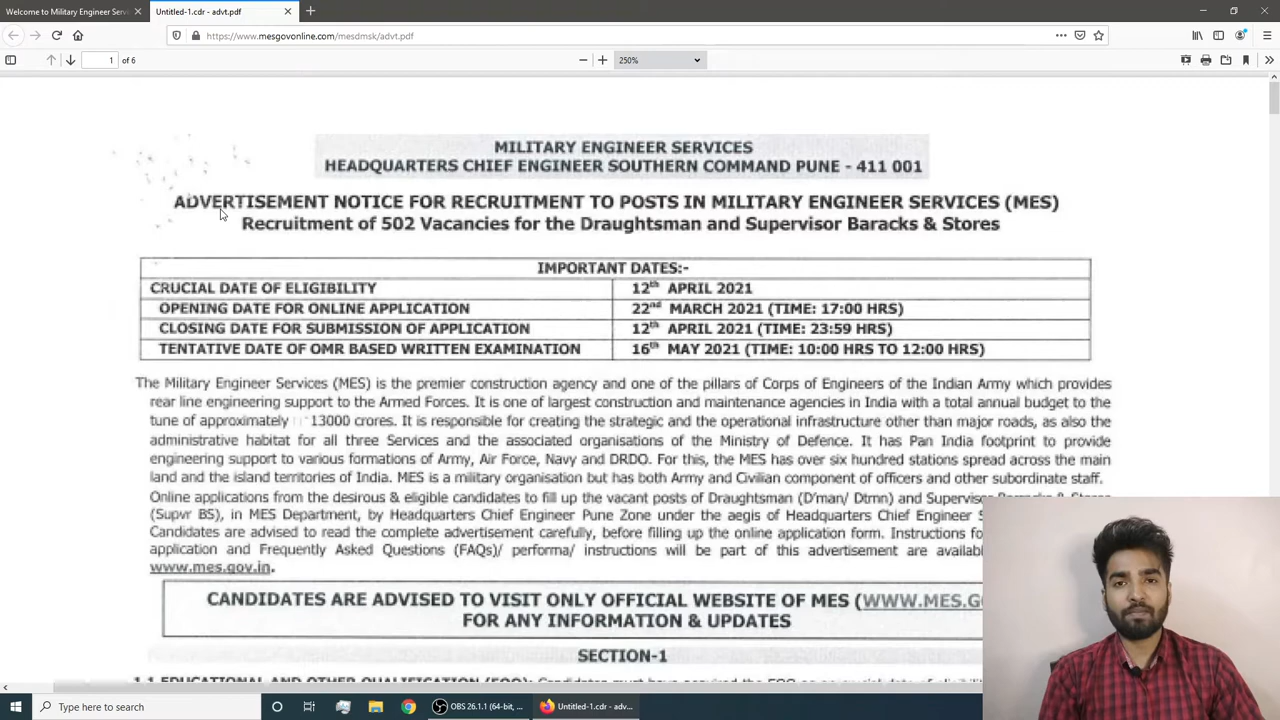 Welcome to Military Engineer Serv
Untitled-1.cdr - advt.pdf
https://www.mesgovonline.com/mesdmsk/advt.pdf
1 of 6
250%
MILITARY ENGINEER SERVICES
HEADQUARTERS CHIEF ENGINEER SOUTHERN COMMAND PUNE - 411 001
ADVERTISEMENT NOTICE FOR RECRUITMENT TO POSTS IN MILITARY ENGINEER SERVICES (MES)
Recruitment of 502 Vacancies for the Draughtsman and Supervisor Baracks & Stores
IMPORTANT DATES:-
CRUCIAL DATE OF ELIGIBILITY 12th APRIL 2021
OPENING DATE FOR ONLINE APPLICATION 22nd MARCH 2021 (TIME: 17:00 HRS)
CLOSING DATE FOR SUBMISSION OF APPLICATION 12th APRIL 2021 (TIME: 23:59 HRS)
TENTATIVE DATE OF OMR BASED WRITTEN EXAMINATION 16th MAY 2021 (TIME: 10:00 HRS TO 12:00 HRS)
The Military Engineer Services (MES) is the premier construction agency and one of the pillars of Corps of Engineers of the Indian Army which provides
rear line engineering support to the Armed Forces. It is one of largest construction and maintenance agencies in India with a total annual budget to the
tune of approximately 13000 crores. It is responsible for creating the strategic and the operational infrastructure other than major roads, as also the
administrative habitat for all three Services and the associated organisations of the Ministry of Defence. It has Pan India footprint to provide
engineering support to various formations of Army, Air Force, Navy and DRDO. For this, the MES has over six hundred stations spread across the main
land and the island territories of India. MES is a military organisation but has both Army and Civilian component of officers and other subordinate staff.
Online applications from the desirous & eligible candidates to fill up the vacant posts of Draughtsman (D'man/ Dtmn) and Supervisor Baracks & Stores
(Supvr BS), in MES Department, by Headquarters Chief Engineer Pune Zone under the aegis of Headquarters Chief Engineer S
Candidates are advised to read the complete advertisement carefully, before filling up the online application form. Instructions fo
application and Frequently Asked Questions (FAQs)/ performa/ instructions will be part of this advertisement are availab
www.mes.gov.in.
CANDIDATES ARE ADVISED TO VISIT ONLY OFFICIAL WEBSITE OF MES (WWW.MES.G
FOR ANY INFORMATION & UPDATES
SECTION-1
1.1 EDUCATIONAL AND OTHER QUALIFICATION (EOQ): Candidates must have acquired the EOQ
Type here to search
OBS 26.1.1 (64-bit, ...
Untitled-1.cdr - adv...